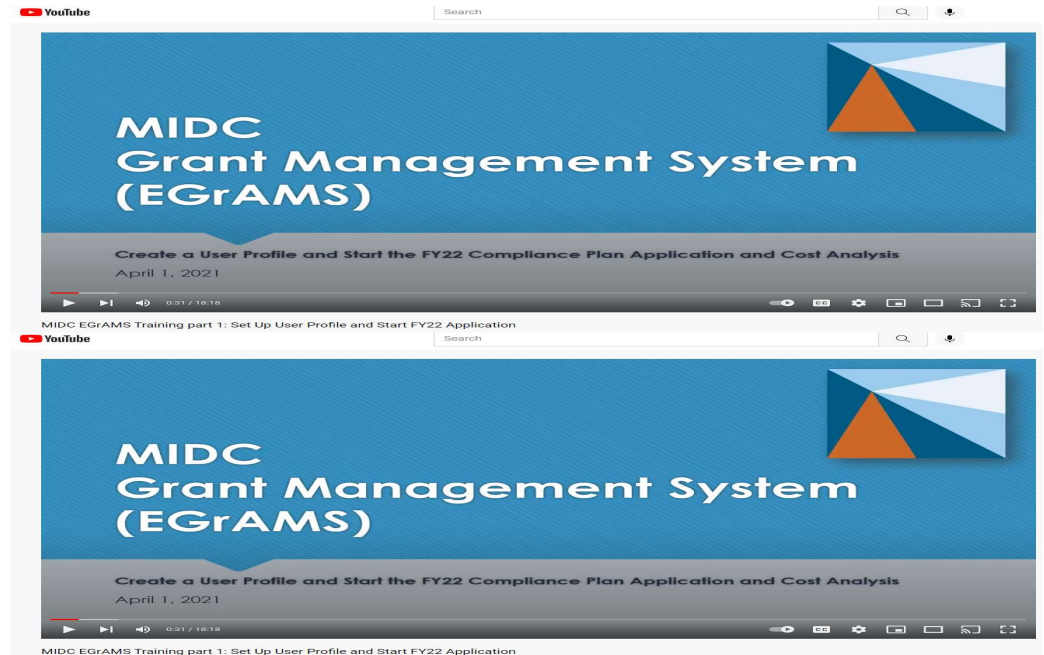 YouTube
Search
MIDC
Grant Management System
(EGrAMS)
Create a User Profile and Start the FY22 Compliance Plan Application and Cost Analysis
April 1, 2021
0:31 / 18:18
CC
MIDC EGrAMS Training part 1: Set Up User Profile and Start FY22 Application
YouTube
Search
MIDC
Grant Management System
(EGrAMS)
Create a User Profile and Start the FY22 Compliance Plan Application and Cost Analysis
April 1, 2021
0:31 / 18:18
CC
MIDC EGrAMS Training part 1: Set Up User Profile and Start FY22 Application